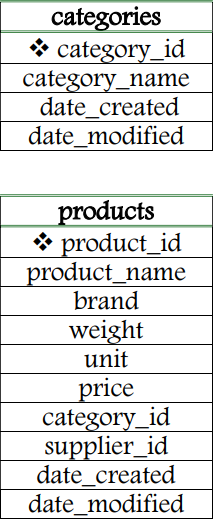 categories
❖ category_id
category_name
date_created
date_modified
products
❖ product_id
product_name
brand
weight
unit
price
category_id
supplier_id
date_created
date_modified